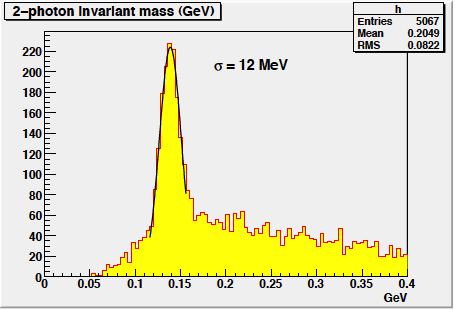 2-photon invariant mass (GeV)
h
Entries 5067
Mean 0.2049
RMS 0.0822
σ = 12 MeV
220
200
180
160
140
120
100
80
60
40
20
0
0 0.05 0.1 0.15 0.2 0.25 0.3 0.35 0.4
GeV